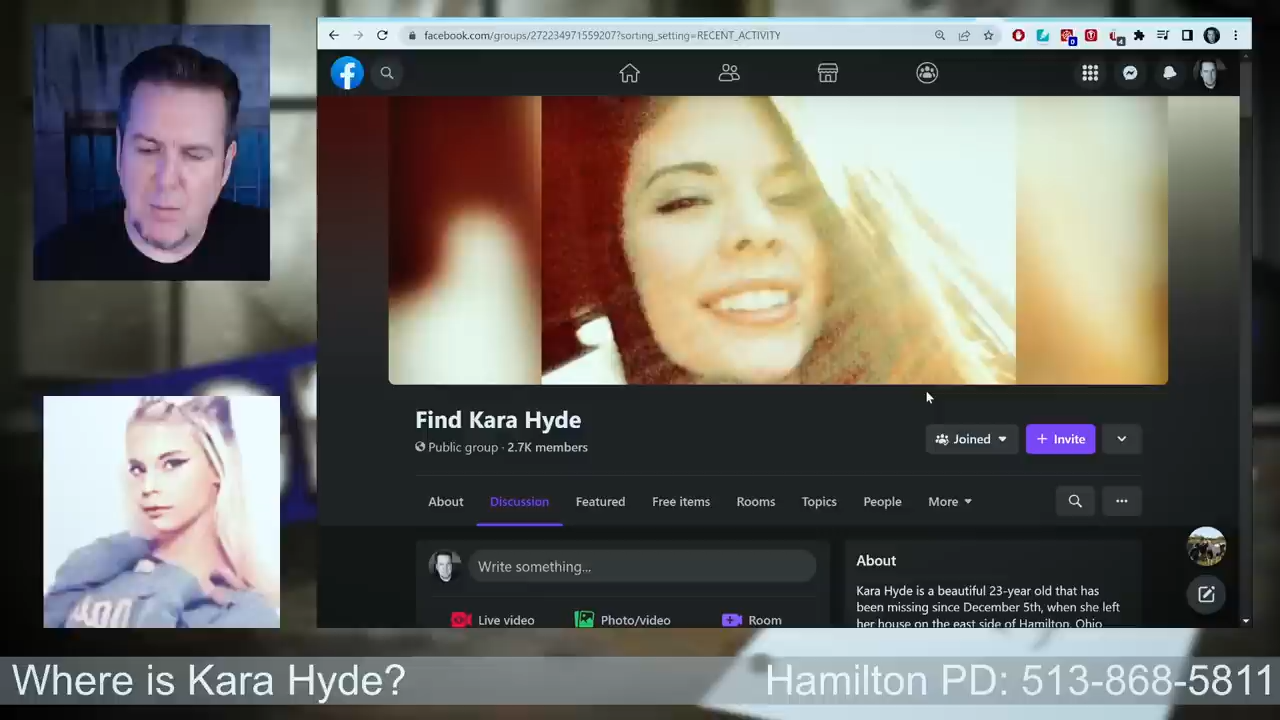 facebook.com/groups/272234971559207?sorting_setting=RECENT_ACTIVITY
Find Kara Hyde
Public group · 2.7K members
Joined
+ Invite
About
Discussion
Featured
Free items
Rooms
Topics
People
More
Write something...
Live video
Photo/video
Room
About
Kara Hyde is a beautiful 23-year old that has
been missing since December 5th, when she left
her house on the east side of Hamilton, Ohio
Where is Kara Hyde?
Hamilton PD: 513-868-5811